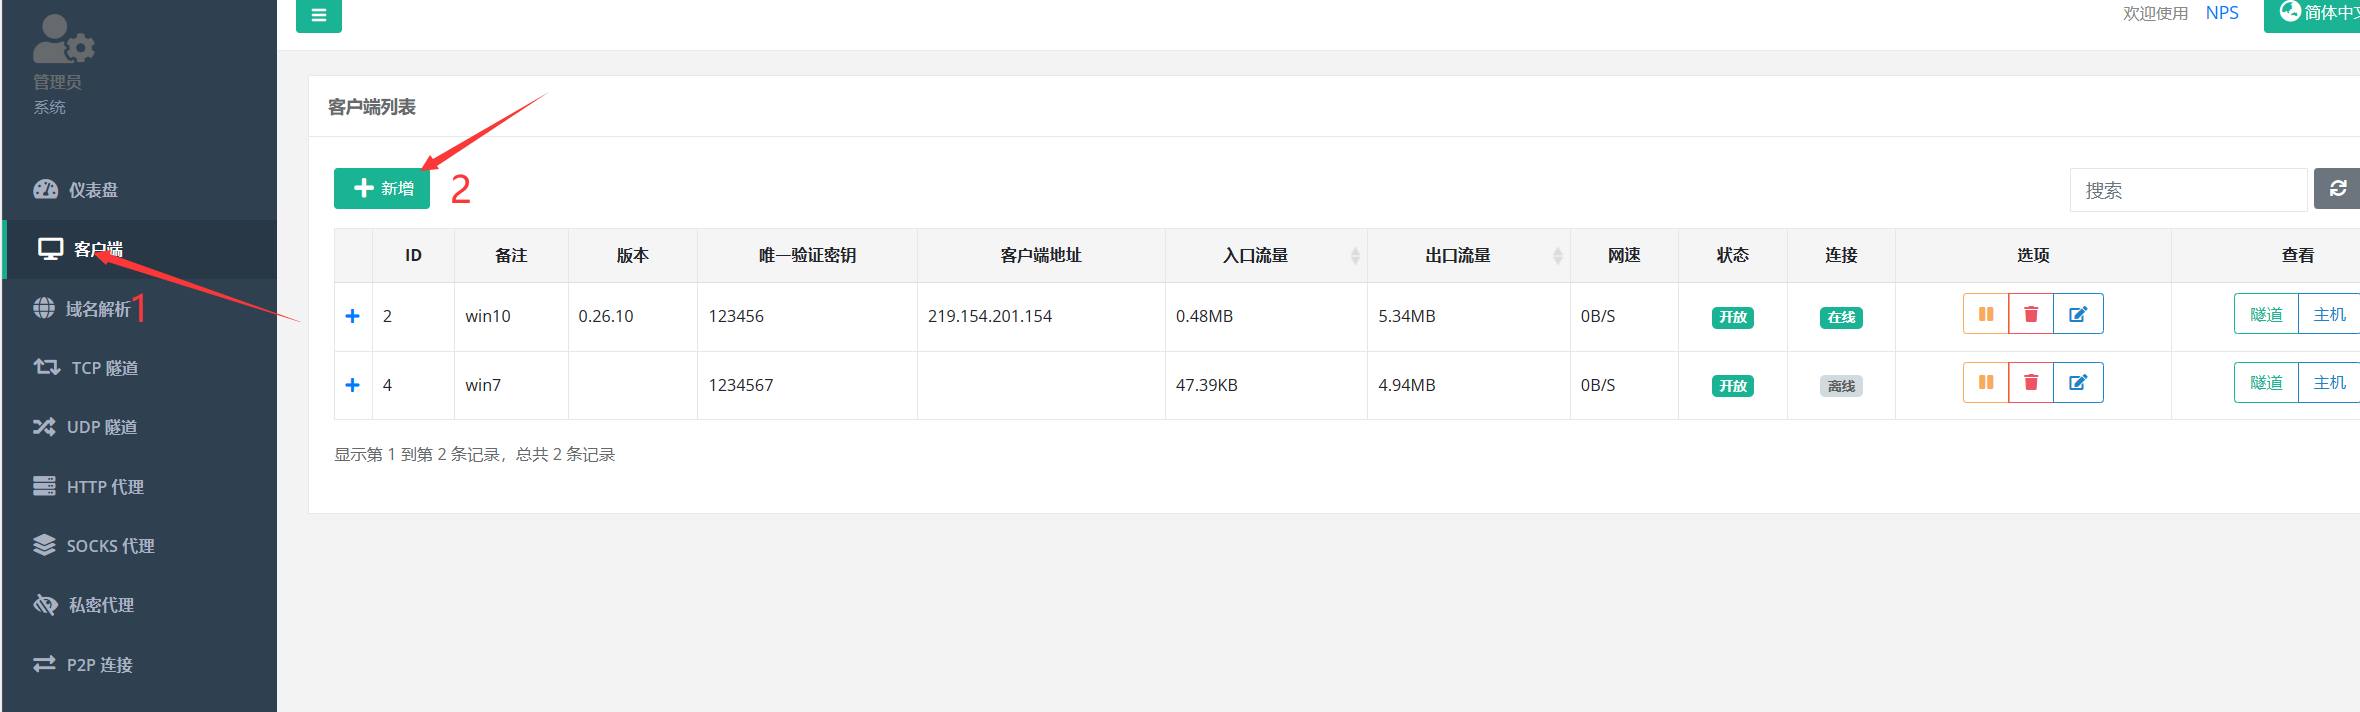 欢迎使用 NPS 简体中文
管理员
系统
仪表盘
客户端
域名解析
TCP 隧道
UDP 隧道
HTTP 代理
SOCKS 代理
私密代理
P2P 连接
1
客户端列表
新增
2
搜索
ID 备注 版本 唯一验证密钥 客户端地址 入口流量 出口流量 网速 状态 连接 选项 查看
2 win10 0.26.10 123456 219.154.201.154 0.48MB 5.34MB 0B/S 开放 在线 隧道 主机
4 win7 1234567 47.39KB 4.94MB 0B/S 开放 离线 隧道 主机
显示第 1 到第 2 条记录，总共 2 条记录